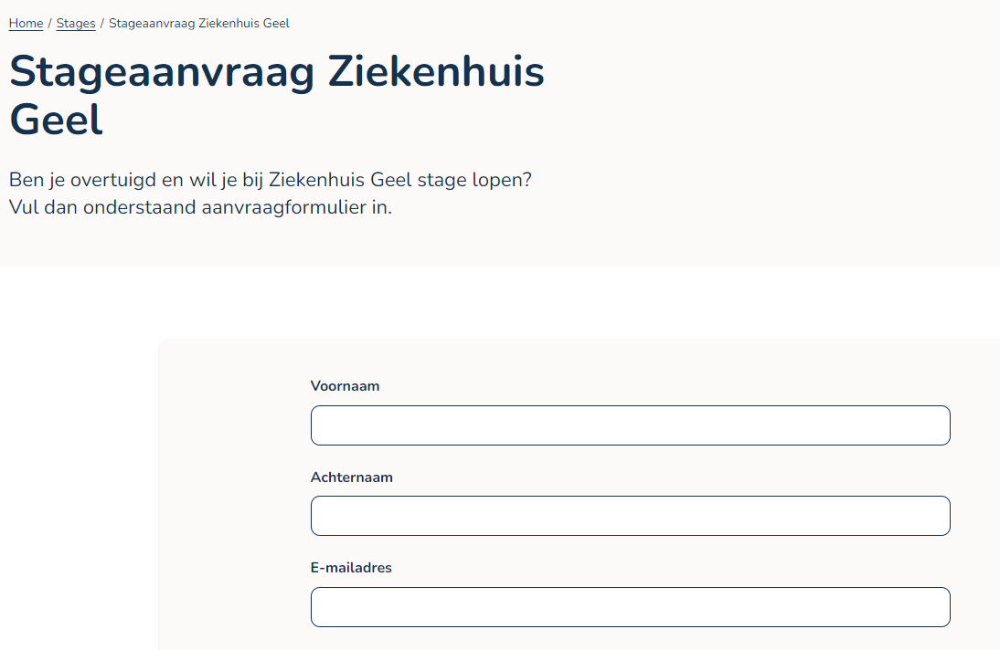 Home / Stages / Stageaanvraag Ziekenhuis Geel
Stageaanvraag Ziekenhuis
Geel
Ben je overtuigd en wil je bij Ziekenhuis Geel stage lopen?
Vul dan onderstaand aanvraagformulier in.
Voornaam
Achternaam
E-mailadres